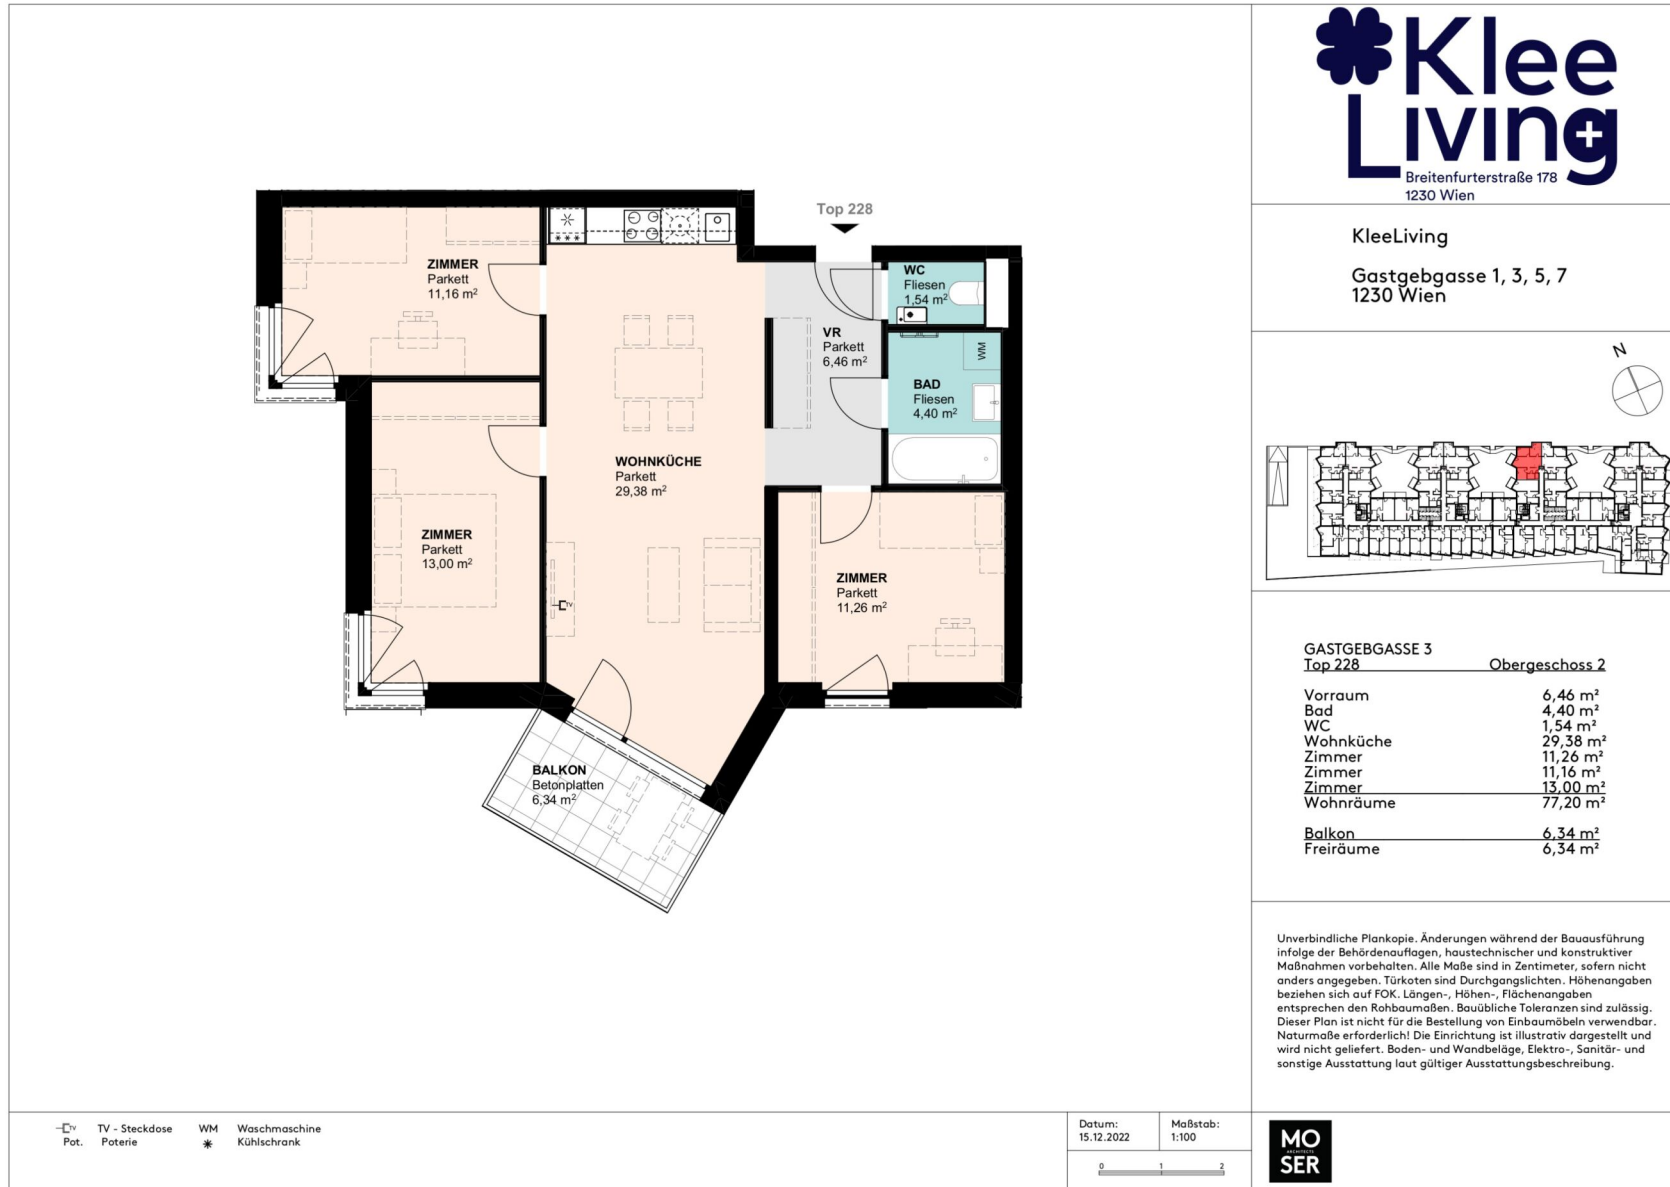 Klee
Living
Breitenfurterstraße 178
1230 Wien
KleeLiving
Gastgebgasse 1, 3, 5, 7
1230 Wien
N
Top 228
ZIMMER
Parkett
11,16 m²
WC
Fliesen
1,54 m²
VR
Parkett
6,46 m²
WM
BAD
Fliesen
4,40 m²
WOHNKÜCHE
Parkett
29,38 m²
ZIMMER
Parkett
13,00 m²
ZIMMER
Parkett
11,26 m²
TV
BALKON
Betonplatten
6,34 m²
GASTGEBGASSE 3
Top 228 Obergeschoss 2
Vorraum 6,46 m²
Bad 4,40 m²
WC 1,54 m²
Wohnküche 29,38 m²
Zimmer 11,26 m²
Zimmer 11,16 m²
Zimmer 13,00 m²
Wohnräume 77,20 m²
Balkon 6,34 m²
Freiräume 6,34 m²
Unverbindliche Plankopie. Änderungen während der Bauausführung
infolge der Behördenauflagen, haustechnischer und konstruktiver
Maßnahmen vorbehalten. Alle Maße sind in Zentimeter, sofern nicht
anders angegeben. Türkoten sind Durchgangslichten. Höhenangaben
beziehen sich auf FOK. Längen-, Höhen-, Flächenangaben
entsprechen den Rohbaumaßen. Bauübliche Toleranzen sind zulässig.
Dieser Plan ist nicht für die Bestellung von Einbaumöbeln verwendbar.
Naturmaße erforderlich! Die Einrichtung ist illustrativ dargestellt und
wird nicht geliefert. Boden- und Wandbeläge, Elektro-, Sanitär- und
sonstige Ausstattung laut gültiger Ausstattungsbeschreibung.
TV TV - Steckdose WM Waschmaschine
Pot. Poterie Kühlschrank
Datum:
15.12.2022
Maßstab:
1:100
0 1 2
MO
ARCHITECTS
SER